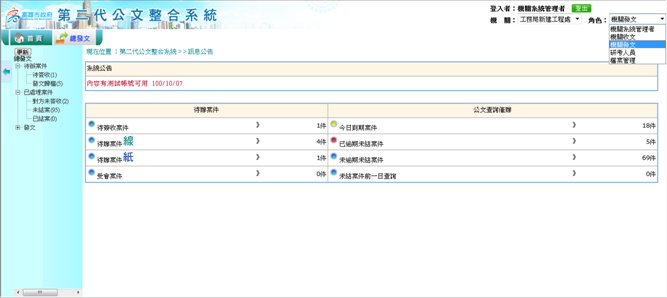 登入者：機關系統管理者 登出
高雄市政府 第二代公文整合系統
機 關： 工務局新建工程處 角色： 機關發文
機關系統管理者
機關收文
機關發文
研考人員
檔案管理
首頁 總發文
更新
總發文
待辦案件
待簽收(1)
發文歸檔(5)
已處理案件
對方未簽收(2)
未結案(95)
已結案(0)
發文
現在位置 ：第二代公文整合系統>>訊息公告
系統公告
內容有測試帳號可用 100/10/07
待辦案件 公文查詢催辦
待簽收案件 》 1件 今日到期案件 》 18件
待辦案件線 》 4件 已逾期未結案件 》 5件
待辦案件紙 》 1件 未逾期未結案件 》 69件
受會案件 》 0件 未結案件前一日查詢 》 0件